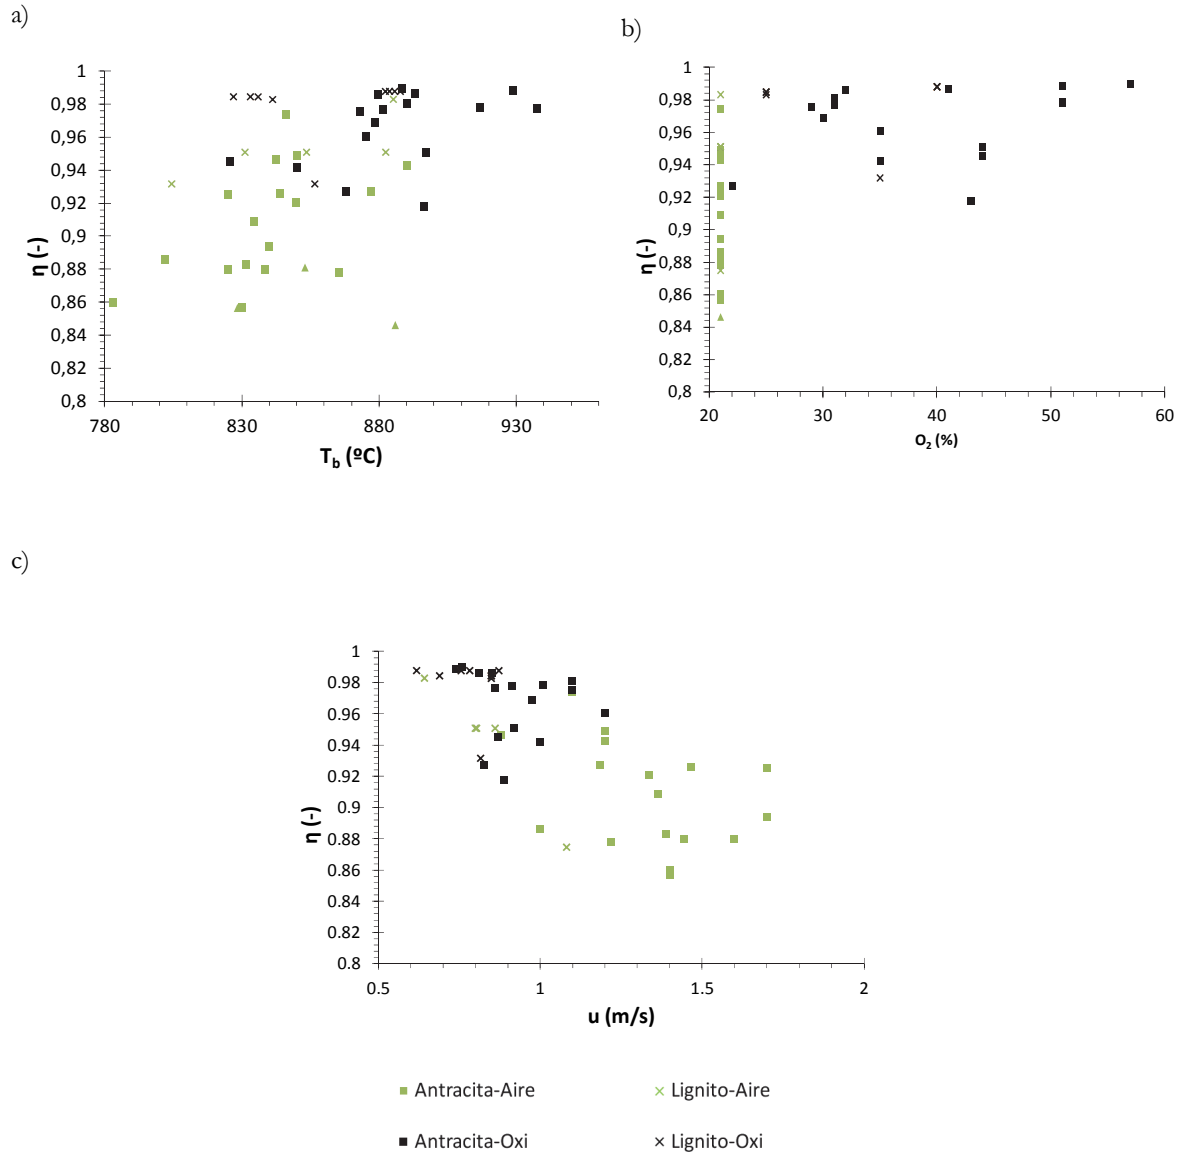 a)
1
0,98
0,96
0,94
0,92
0,9
0,88
0,86
0,84
0,82
0,8
η (-)
780 830 880 930
T_b (ºC)
b)
1
0,98
0,96
0,94
0,92
0,9
0,88
0,86
0,84
0,82
0,8
η (-)
20 30 40 50 60
O₂ (%)
c)
1
0.98
0.96
0.94
0.92
0.9
0.88
0.86
0.84
0.82
0.8
η (-)
0.5 1 1.5 2
u (m/s)
Antracita-Aire Lignito-Aire
Antracita-Oxi Lignito-Oxi